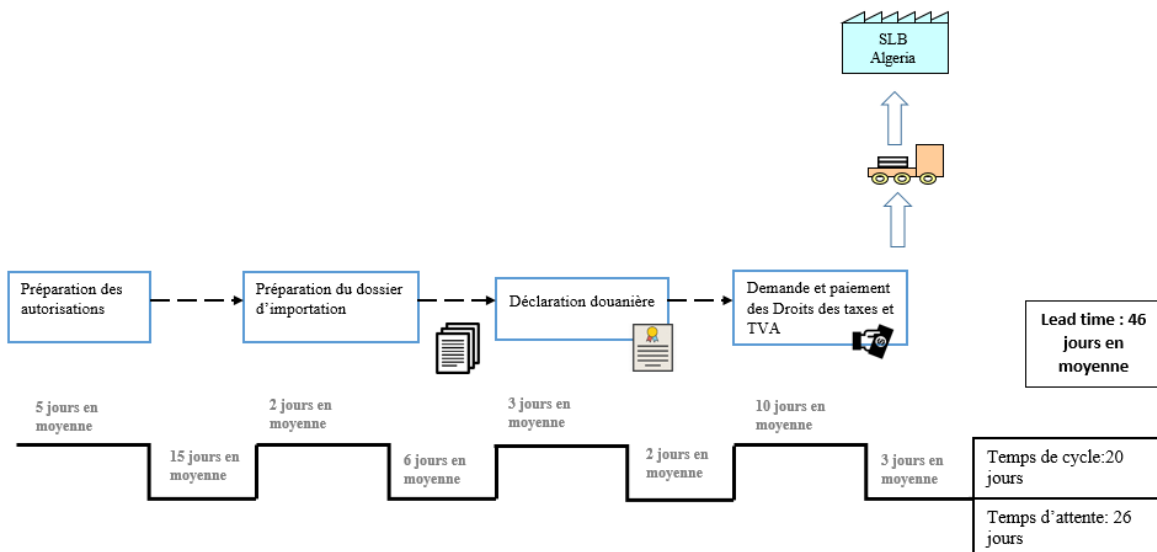 SLB
Algeria
Préparation des
autorisations
Préparation du dossier
d'importation
Déclaration douanière
Demande et paiement
des Droits des taxes et
TVA
Lead time : 46
jours en
moyenne
5 jours en
moyenne
15 jours en
moyenne
2 jours en
moyenne
6 jours en
moyenne
3 jours en
moyenne
2 jours en
moyenne
10 jours en
moyenne
3 jours en
moyenne
Temps de cycle:20
jours
Temps d'attente: 26
jours